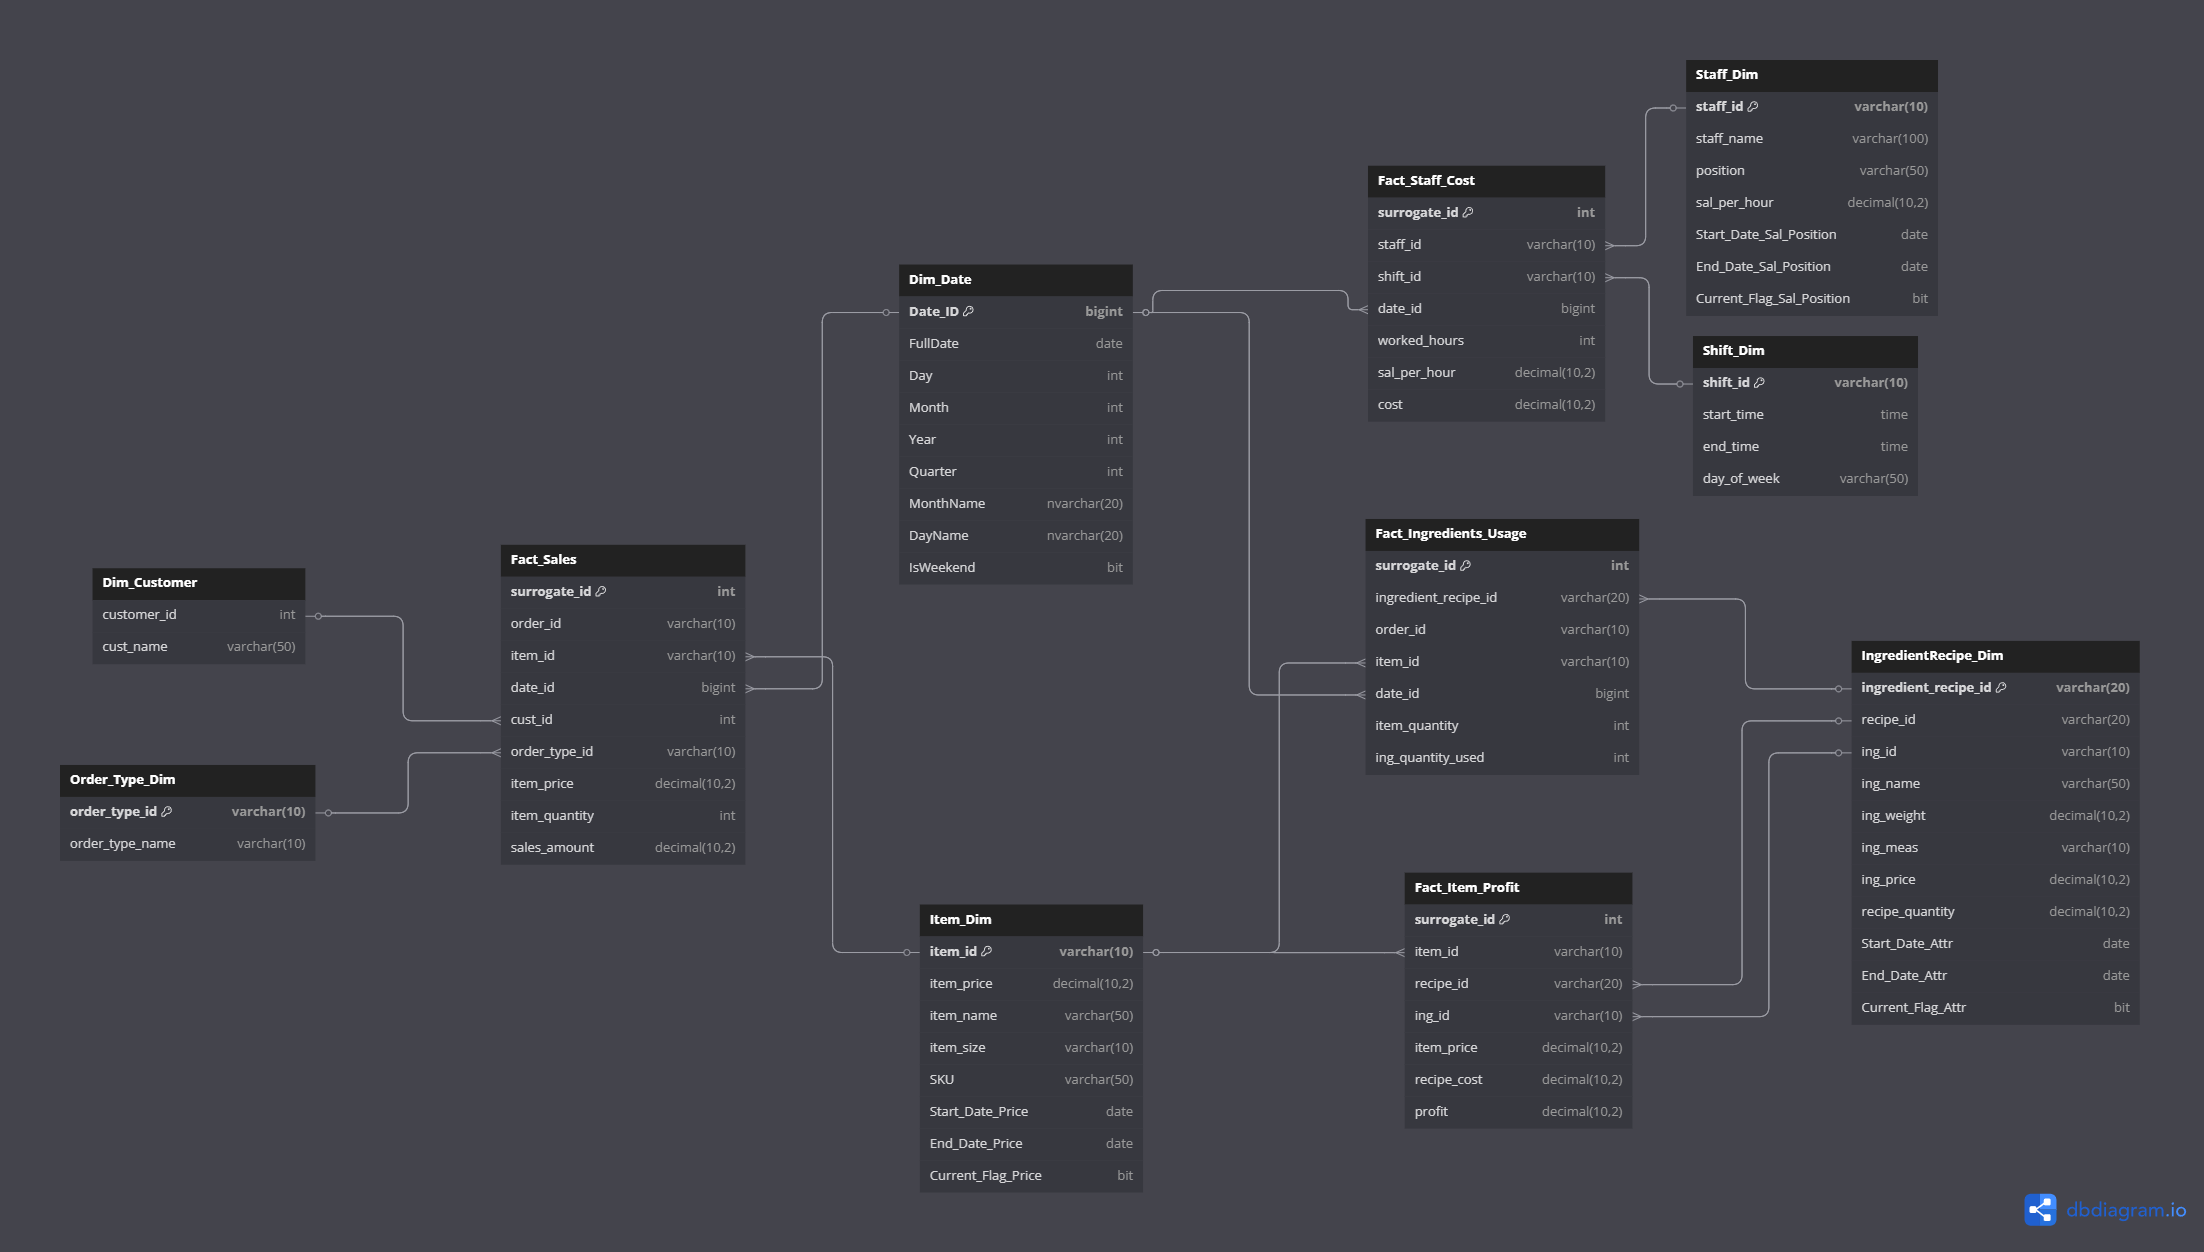 Staff_Dim
staff_id varchar(10)
staff_name varchar(100)
position varchar(50)
sal_per_hour decimal(10,2)
Start_Date_Sal_Position date
End_Date_Sal_Position date
Current_Flag_Sal_Position bit
Fact_Staff_Cost
surrogate_id int
staff_id varchar(10)
shift_id varchar(10)
date_id bigint
worked_hours int
sal_per_hour decimal(10,2)
cost decimal(10,2)
Dim_Date
Date_ID bigint
FullDate date
Day int
Month int
Year int
Quarter int
MonthName nvarchar(20)
DayName nvarchar(20)
IsWeekend bit
Shift_Dim
shift_id varchar(10)
start_time time
end_time time
day_of_week varchar(50)
Fact_Ingredients_Usage
surrogate_id int
ingredient_recipe_id varchar(20)
order_id varchar(10)
item_id varchar(10)
date_id bigint
item_quantity int
ing_quantity_used int
Fact_Sales
surrogate_id int
order_id varchar(10)
item_id varchar(10)
date_id bigint
cust_id int
order_type_id varchar(10)
item_price decimal(10,2)
item_quantity int
sales_amount decimal(10,2)
Dim_Customer
customer_id int
cust_name varchar(50)
Order_Type_Dim
order_type_id varchar(10)
order_type_name varchar(10)
IngredientRecipe_Dim
ingredient_recipe_id varchar(20)
recipe_id varchar(20)
ing_id varchar(10)
ing_name varchar(50)
ing_weight decimal(10,2)
ing_meas varchar(10)
ing_price decimal(10,2)
recipe_quantity decimal(10,2)
Start_Date_Attr date
End_Date_Attr date
Current_Flag_Attr bit
Fact_Item_Profit
surrogate_id int
item_id varchar(10)
recipe_id varchar(20)
ing_id varchar(10)
item_price decimal(10,2)
recipe_cost decimal(10,2)
profit decimal(10,2)
Item_Dim
item_id varchar(10)
item_price decimal(10,2)
item_name varchar(50)
item_size varchar(10)
SKU varchar(50)
Start_Date_Price date
End_Date_Price date
Current_Flag_Price bit
dbdiagram.io